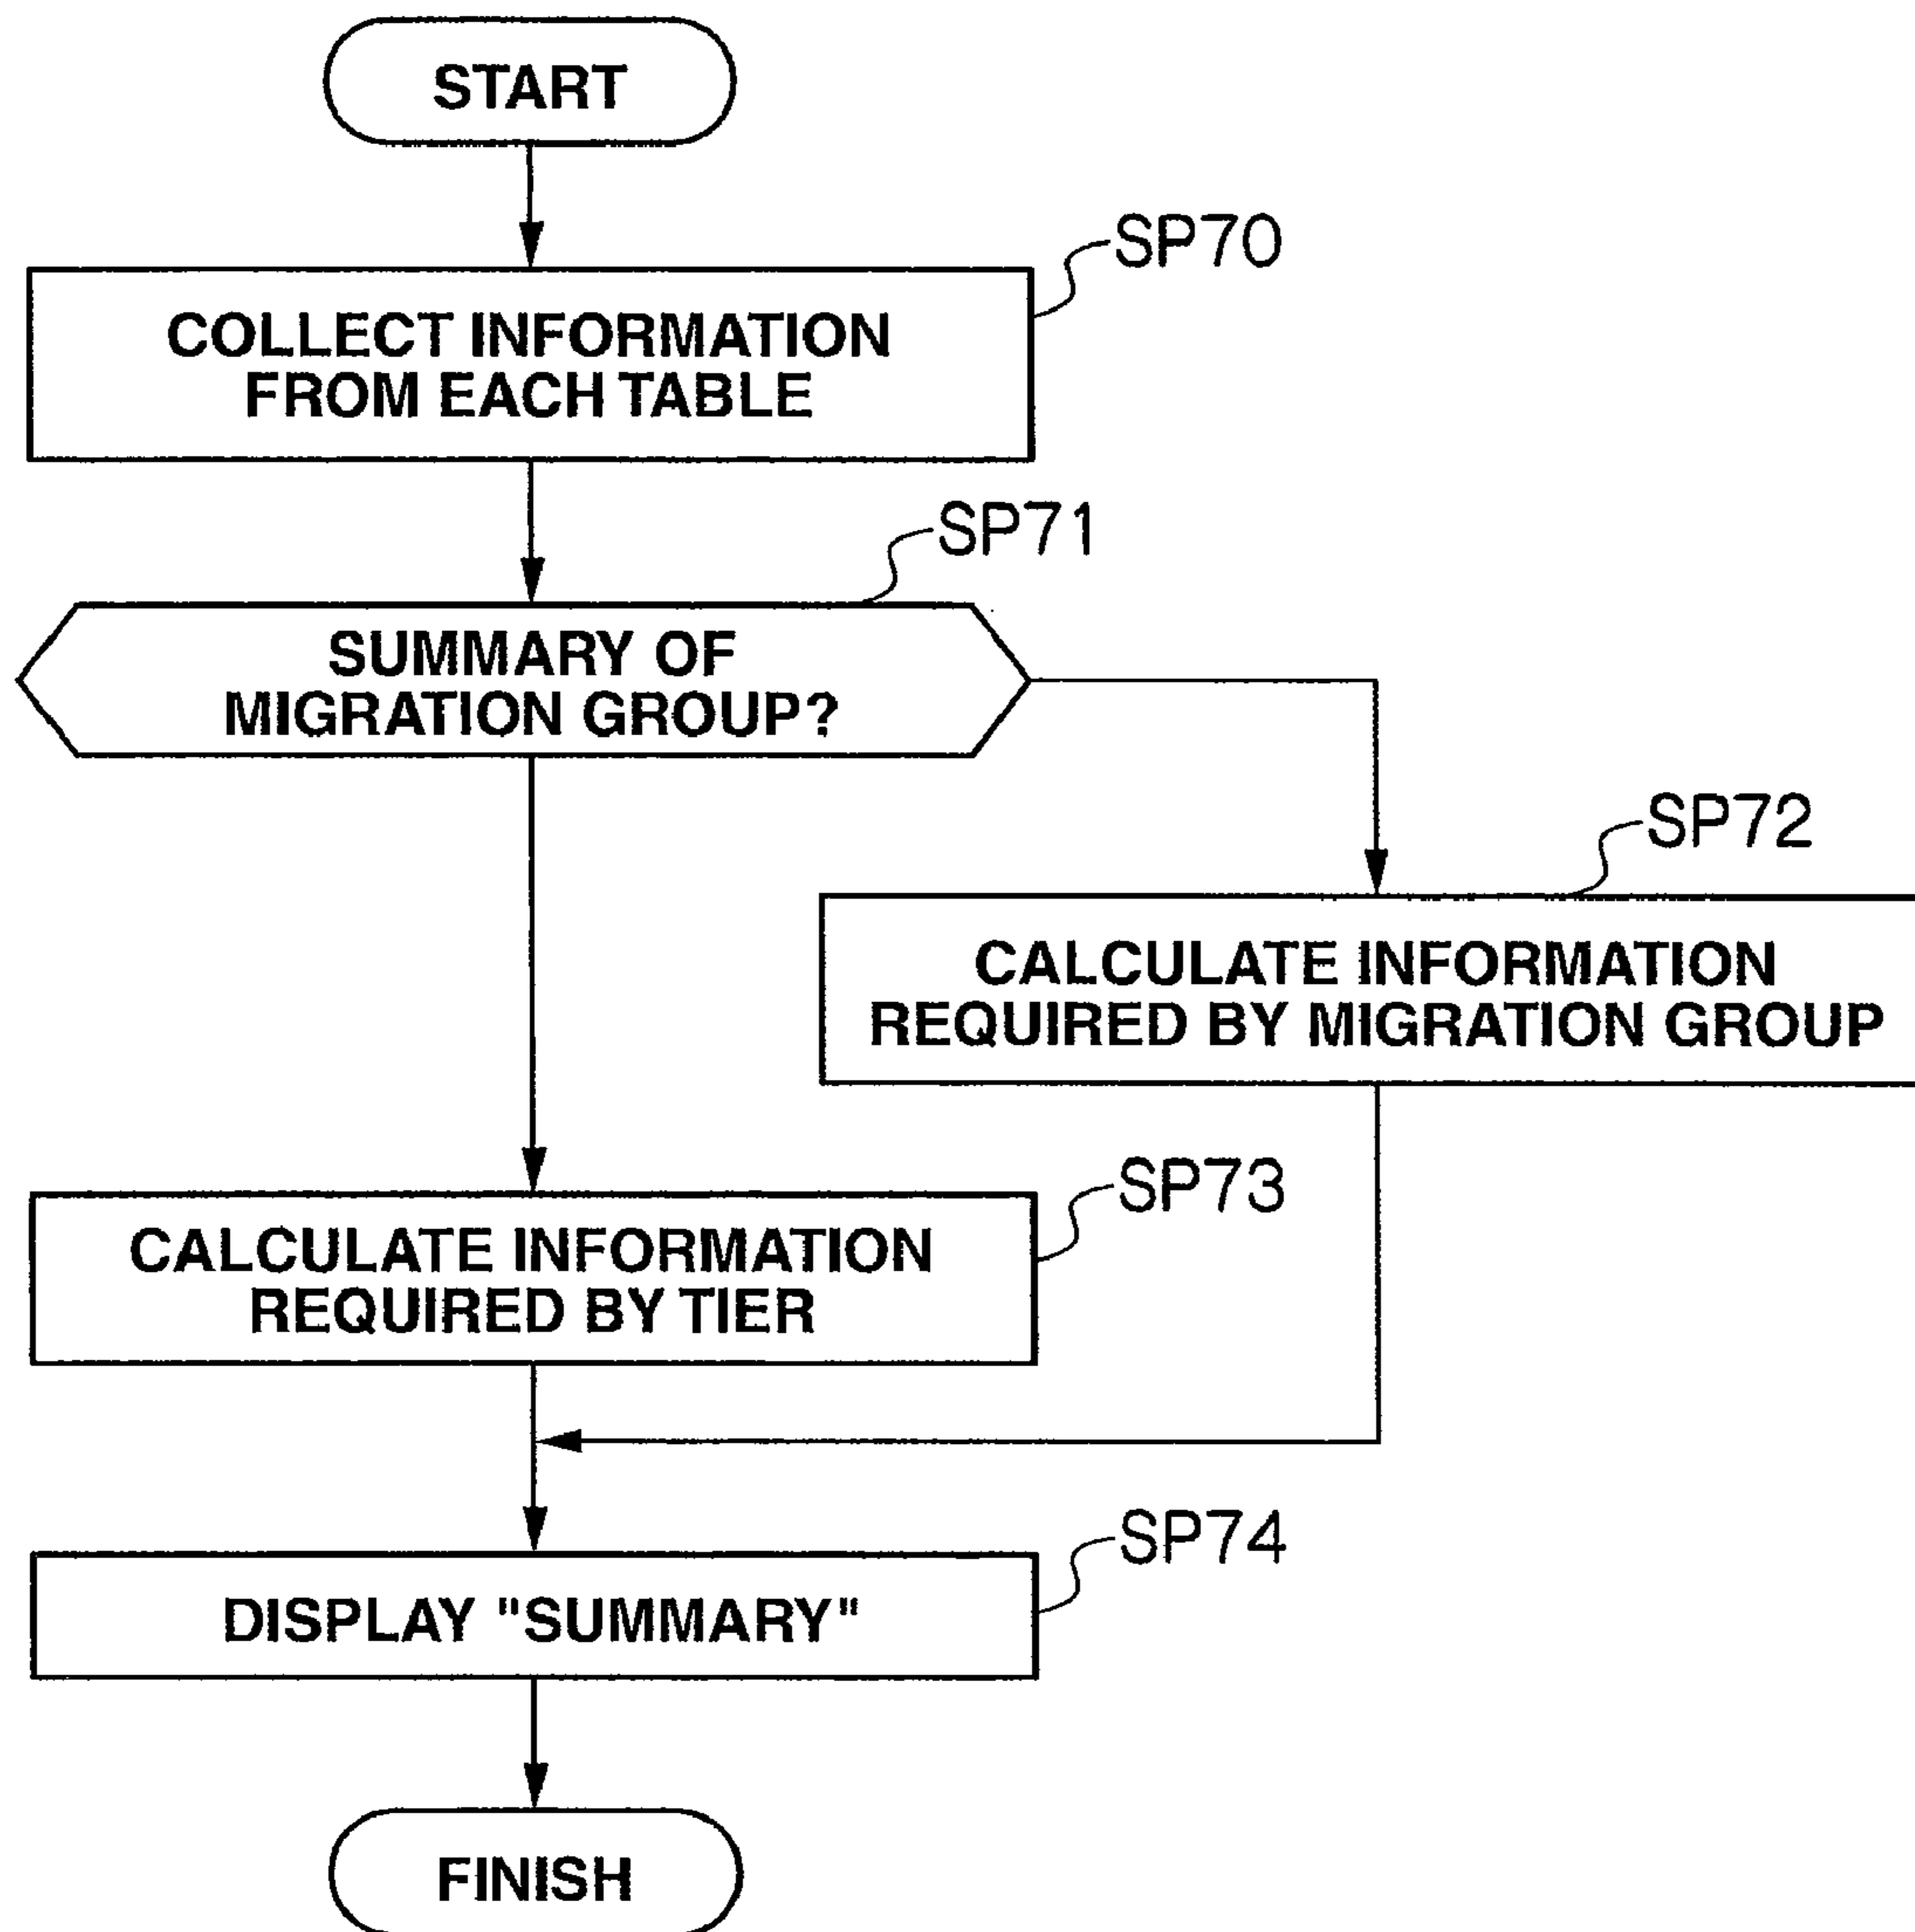 START
SP70
COLLECT INFORMATION
FROM EACH TABLE
SP71
SUMMARY OF
MIGRATION GROUP?
SP72
CALCULATE INFORMATION
REQUIRED BY MIGRATION GROUP
SP73
CALCULATE INFORMATION
REQUIRED BY TIER
SP74
DISPLAY "SUMMARY"
FINISH